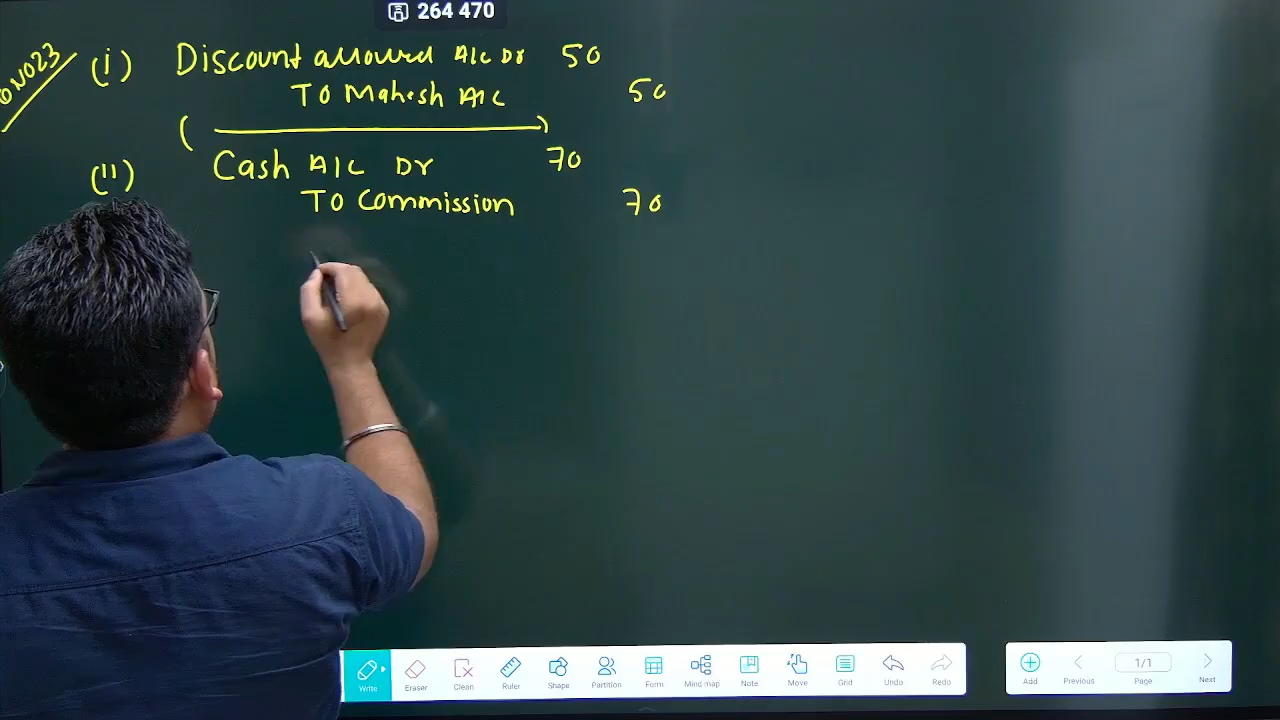 264 470
QNO23
(i) Discount allowed A/C Dr 50
TO Mahesh A/C 50
(ii) Cash A/C Dr 70
TO Commission 70
Write Eraser Clean Ruler Shape Partition Form Mind map Note Move Grid Undo Redo
Add Previous 1/1 Page Next